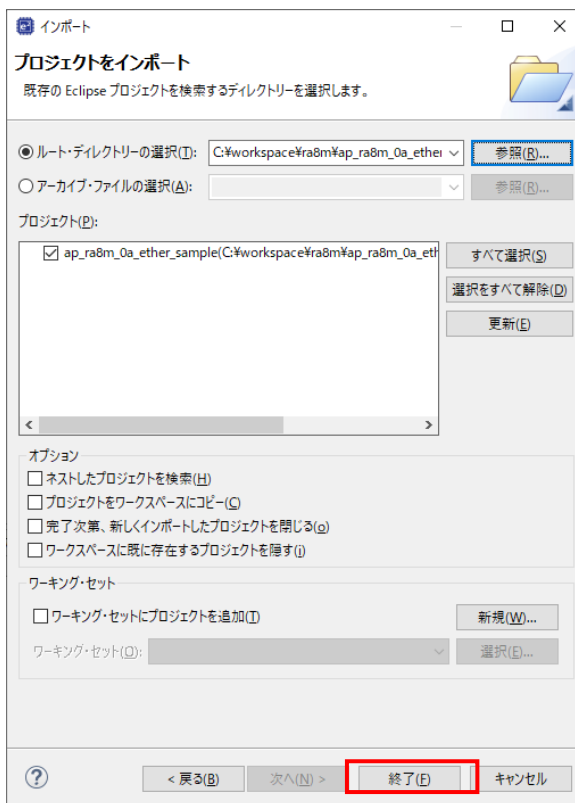 インポート
プロジェクトをインポート
既存の Eclipse プロジェクトを検索するディレクトリーを選択します。
ルート・ディレクトリーの選択(T): C:¥workspace¥ra8m¥ap_ra8m_0a_ether 参照(R)...
アーカイブ・ファイルの選択(A): 参照(R)...
プロジェクト(P):
ap_ra8m_0a_ether_sample(C:¥workspace¥ra8m¥ap_ra8m_0a_eth すべて選択(S)
選択をすべて解除(D)
更新(E)
オプション
ネストしたプロジェクトを検索(H)
プロジェクトをワークスペースにコピー(C)
完了次第、新しくインポートしたプロジェクトを閉じる(o)
ワークスペースに既に存在するプロジェクトを隠す(i)
ワーキング・セット
ワーキング・セットにプロジェクトを追加(T) 新規(W)...
ワーキング・セット(O): 選択(E)...
? < 戻る(B) 次へ(N) > 終了(F) キャンセル